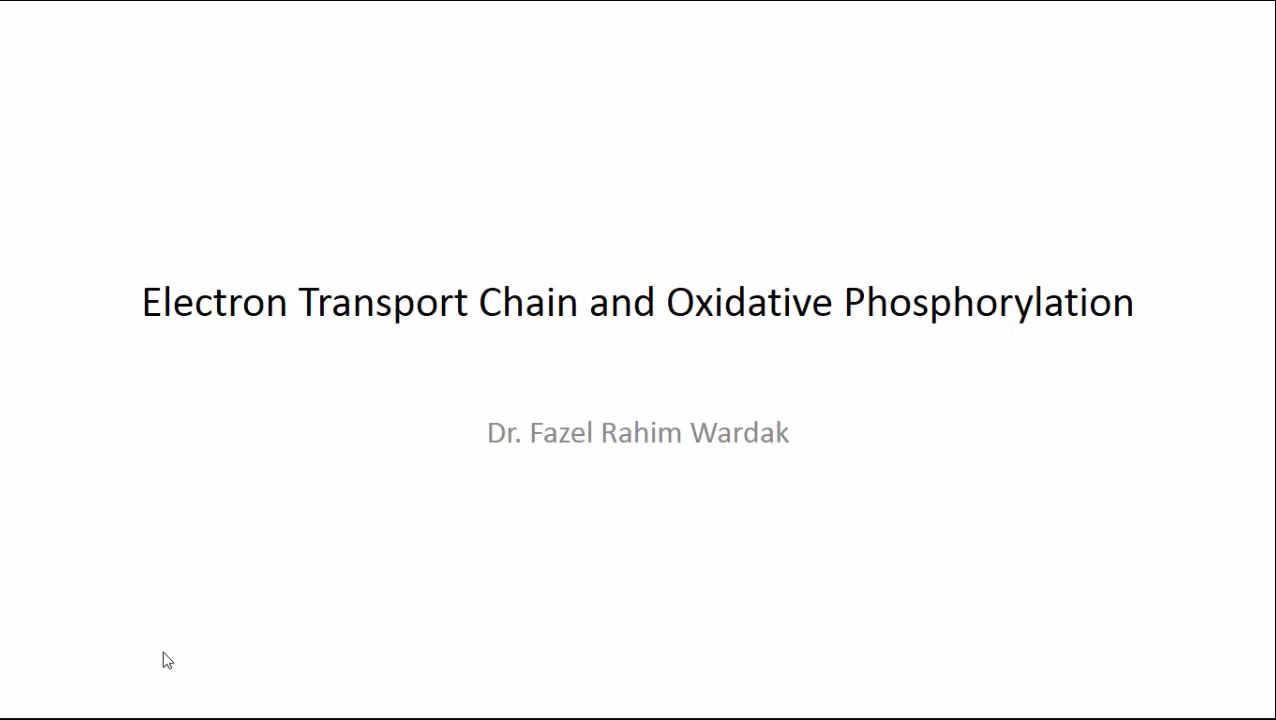 Electron Transport Chain and Oxidative Phosphorylation
Dr. Fazel Rahim Wardak